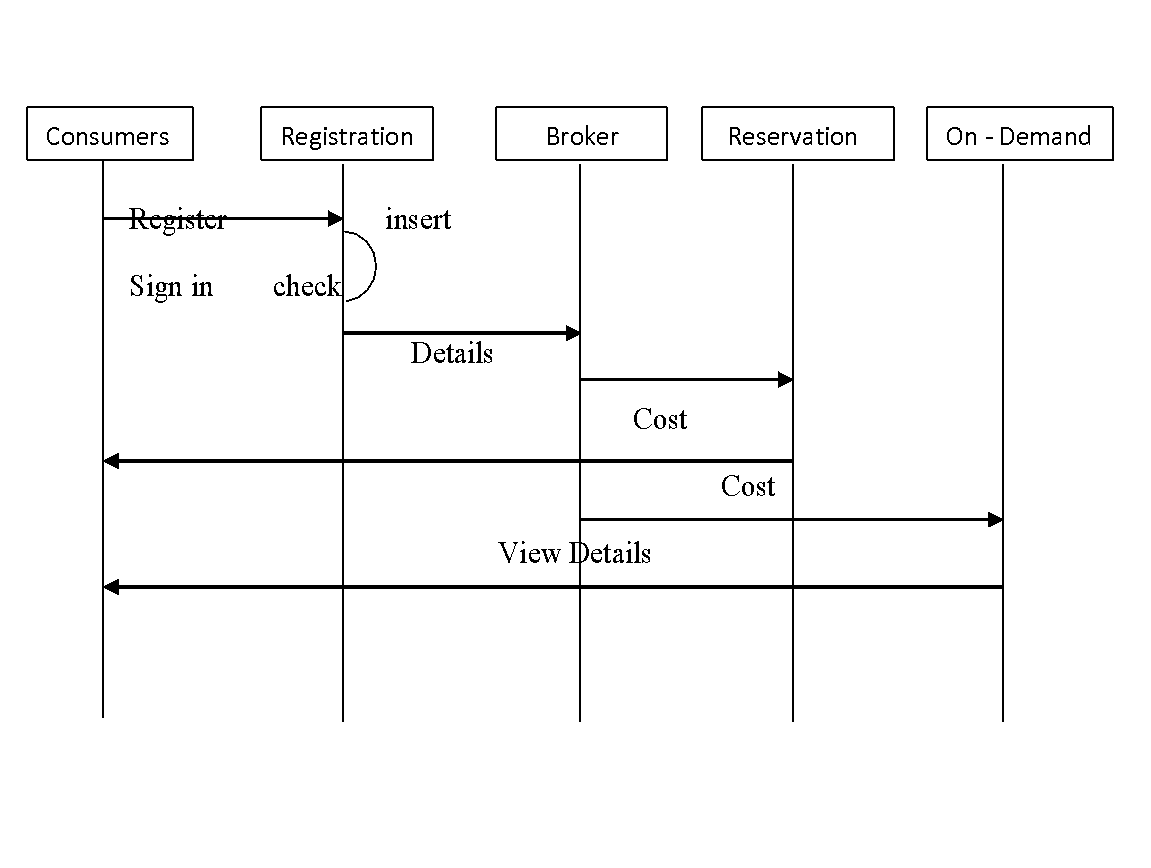 Consumers
Registration
Broker
Reservation
On - Demand
Register
insert
Sign in
check
Details
Cost
Cost
View Details